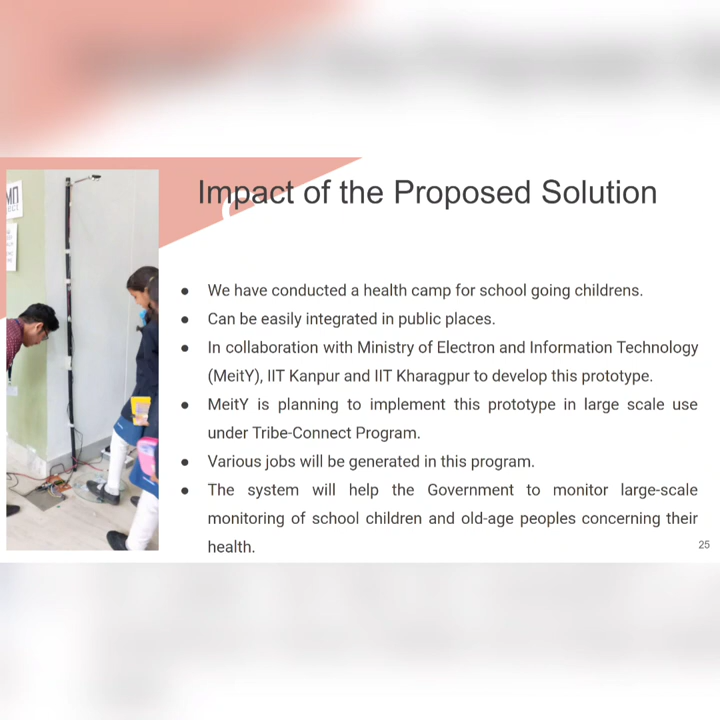 Impact of the Proposed Solution
● We have conducted a health camp for school going childrens.
● Can be easily integrated in public places.
● In collaboration with Ministry of Electron and Information Technology
(MeitY), IIT Kanpur and IIT Kharagpur to develop this prototype.
● MeitY is planning to implement this prototype in large scale use
under Tribe-Connect Program.
● Various jobs will be generated in this program.
● The system will help the Government to monitor large-scale
monitoring of school children and old-age peoples concerning their
health.
25